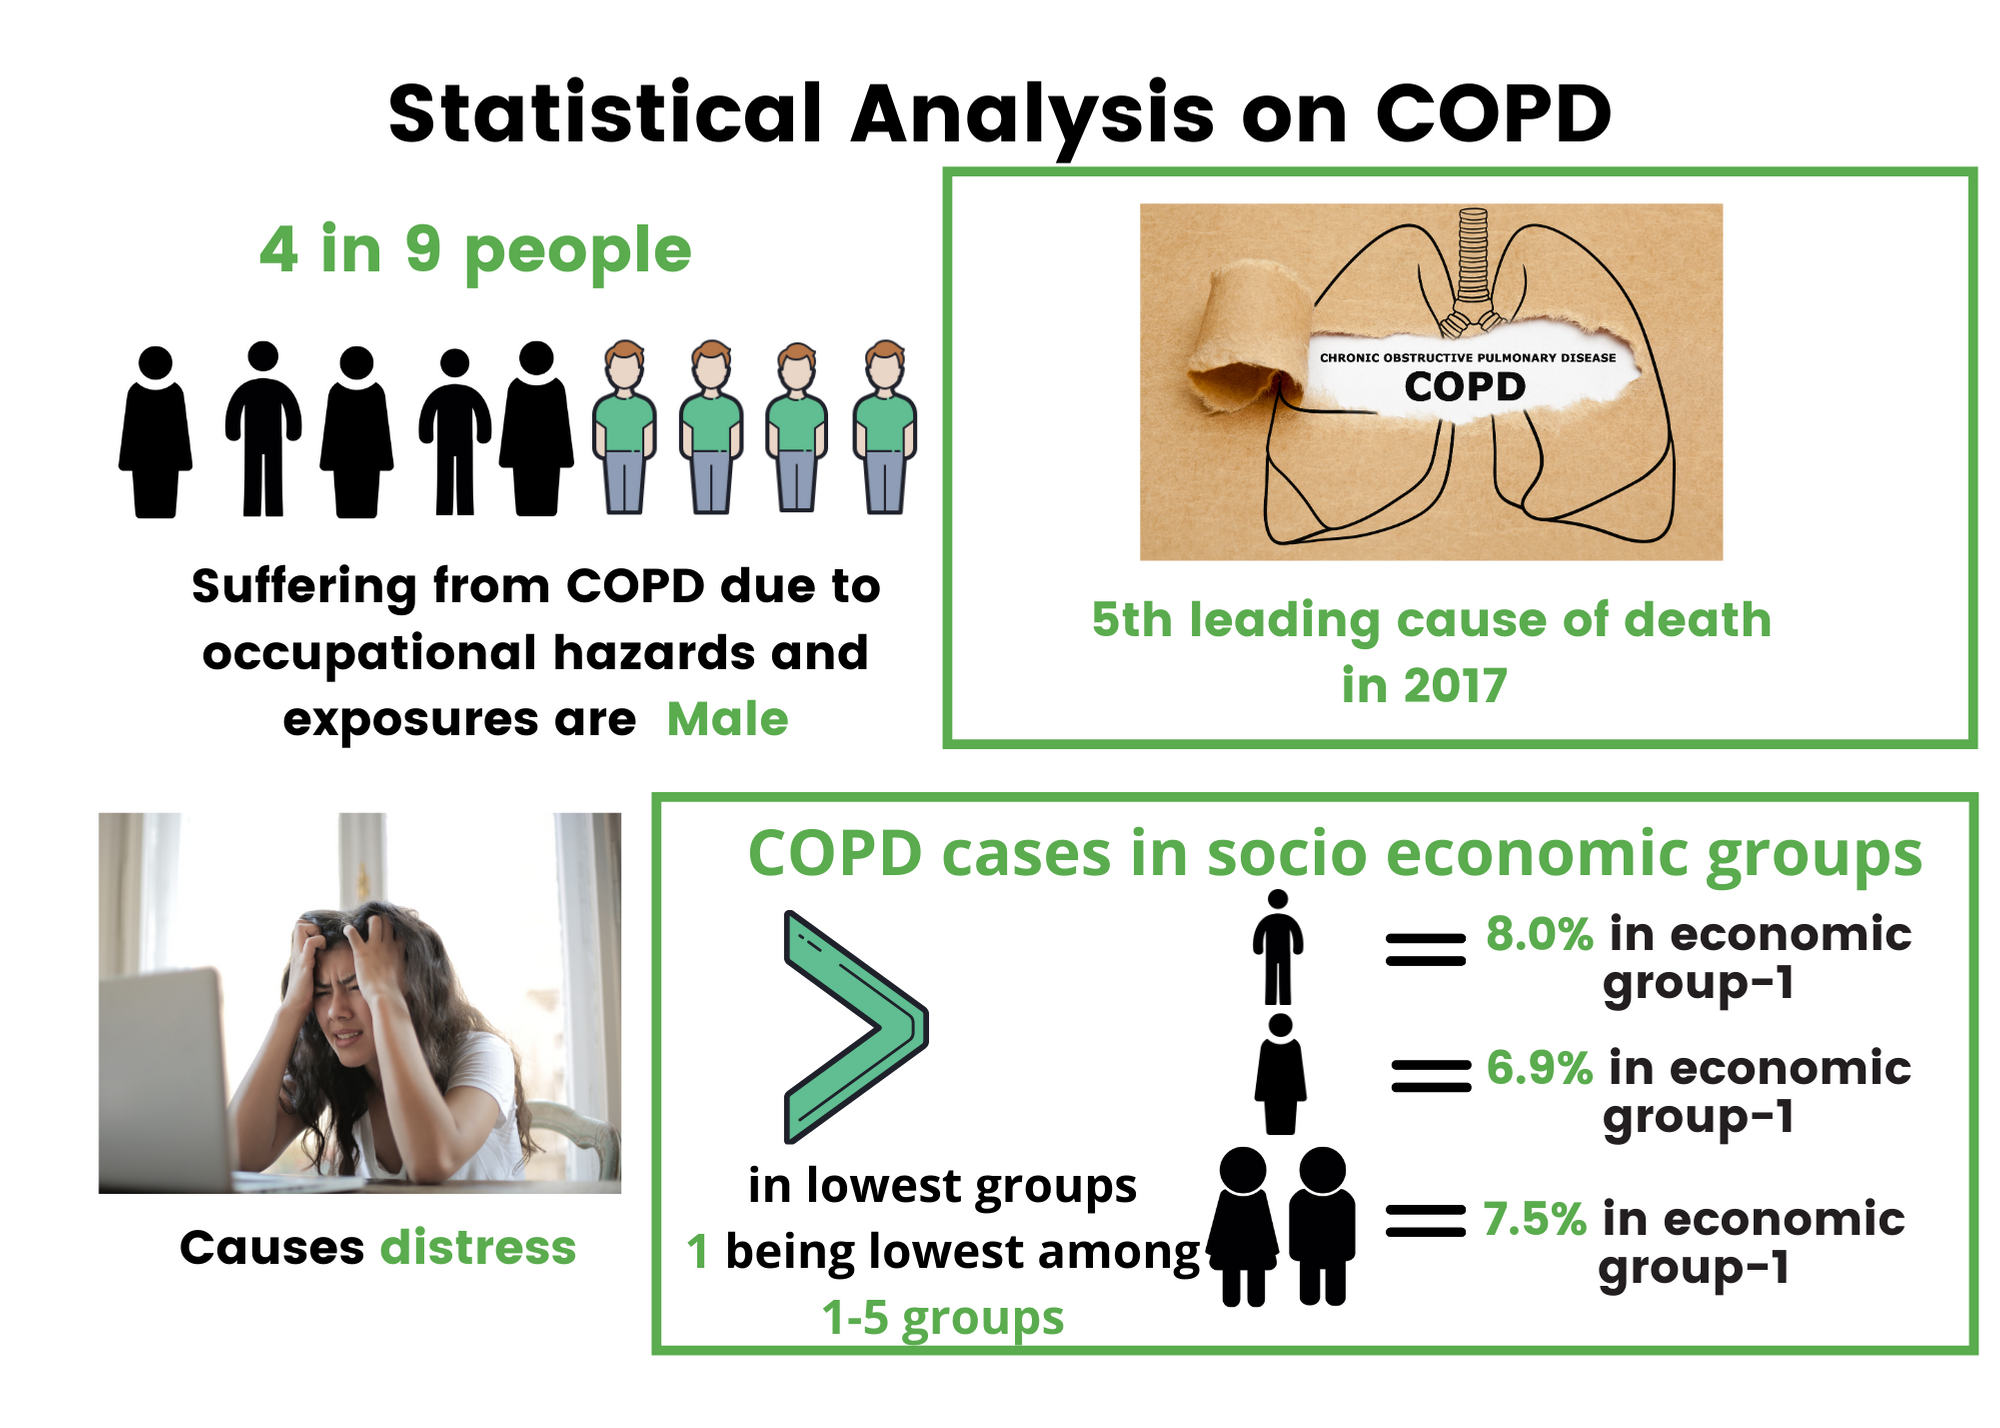 Statistical Analysis on COPD
4 in 9 people
Suffering from COPD due to
occupational hazards and
exposures are Male
CHRONIC OBSTRUCTIVE PULMONARY DISEASE
COPD
5th leading cause of death
in 2017
Causes distress
COPD cases in socio economic groups
in lowest groups
1 being lowest among
1-5 groups
8.0% in economic
group-1
6.9% in economic
group-1
7.5% in economic
group-1